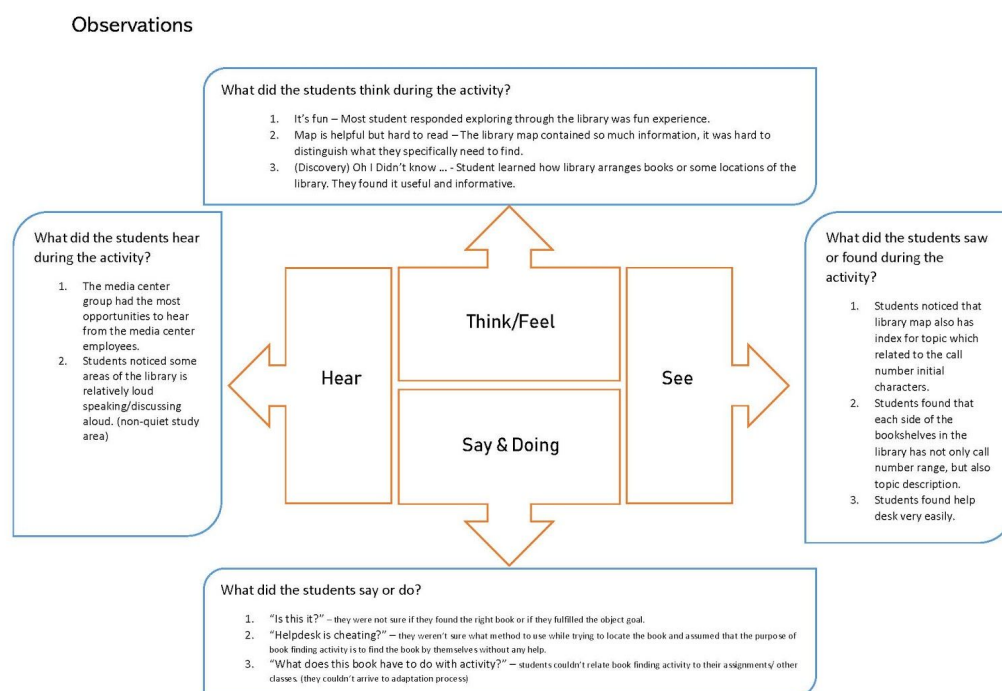 Observations
What did the students think during the activity?
1. It's fun – Most student responded exploring through the library was fun experience.
2. Map is helpful but hard to read – The library map contained so much information, it was hard to
distinguish what they specifically need to find.
3. (Discovery) Oh I Didn't know ... - Student learned how library arranges books or some locations of the
library. They found it useful and informative.
What did the students hear
during the activity?
1. The media center
group had the most
opportunities to hear
from the media center
employees.
2. Students noticed some
areas of the library is
relatively loud
speaking/discussing
aloud. (non-quiet study
area)
Think/Feel
Hear
See
Say & Doing
What did the students saw
or found during the
activity?
1. Students noticed that
library map also has
index for topic which
related to the call
number initial
characters.
2. Students found that
each side of the
bookshelves in the
library has not only call
number range, but also
topic description.
3. Students found help
desk very easily.
What did the students say or do?
1. "Is this it?" – they were not sure if they found the right book or if they fulfilled the object goal.
2. "Helpdesk is cheating?" – they weren't sure what method to use while trying to locate the book and assumed that the purpose of
book finding activity is to find the book by themselves without any help.
3. "What does this book have to do with activity?" – students couldn't relate book finding activity to their assignments/ other
classes. (they couldn't arrive to adaptation process)